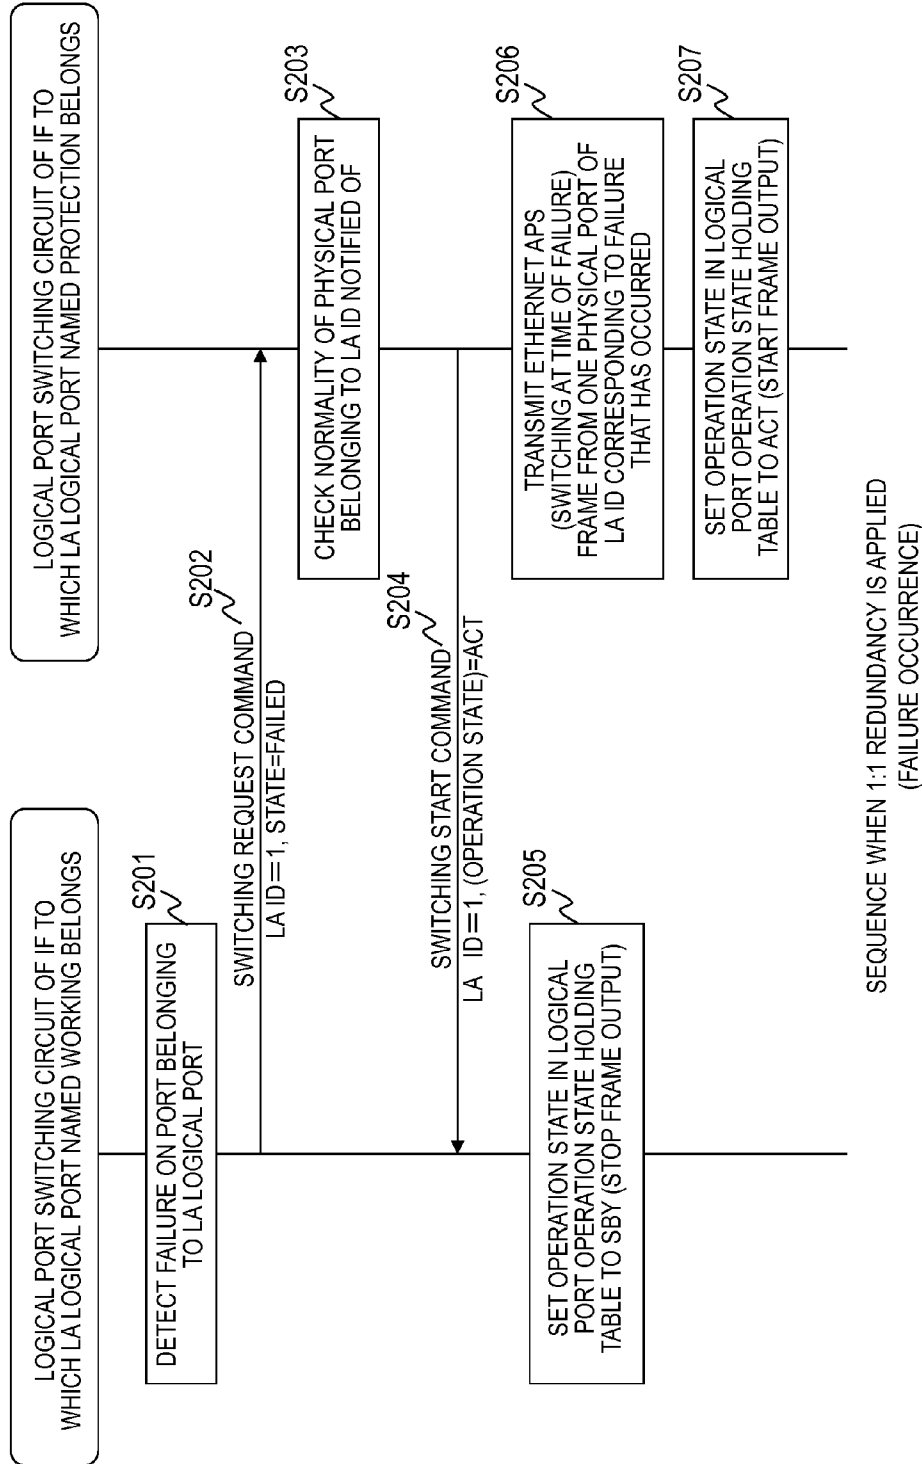 LOGICAL PORT SWITCHING CIRCUIT OF IF TO
WHICH LA LOGICAL PORT NAMED WORKING BELONGS
LOGICAL PORT SWITCHING CIRCUIT OF IF TO
WHICH LA LOGICAL PORT NAMED PROTECTION BELONGS
S201
DETECT FAILURE ON PORT BELONGING
TO LA LOGICAL PORT
SWITCHING REQUEST COMMAND
S202
LA ID=1, STATE=FAILED
S203
CHECK NORMALITY OF PHYSICAL PORT
BELONGING TO LA ID NOTIFIED OF
SWITCHING START COMMAND
S204
LA ID=1, (OPERATION STATE)=ACT
S205
SET OPERATION STATE IN LOGICAL
PORT OPERATION STATE HOLDING
TABLE TO SBY (STOP FRAME OUTPUT)
S206
TRANSMIT ETHERNET APS
(SWITCHING AT TIME OF FAILURE)
FRAME FROM ONE PHYSICAL PORT OF
LA ID CORRESPONDING TO FAILURE
THAT HAS OCCURRED
S207
SET OPERATION STATE IN LOGICAL
PORT OPERATION STATE HOLDING
TABLE TO ACT (START FRAME OUTPUT)
SEQUENCE WHEN 1:1 REDUNDANCY IS APPLIED
(FAILURE OCCURRENCE)